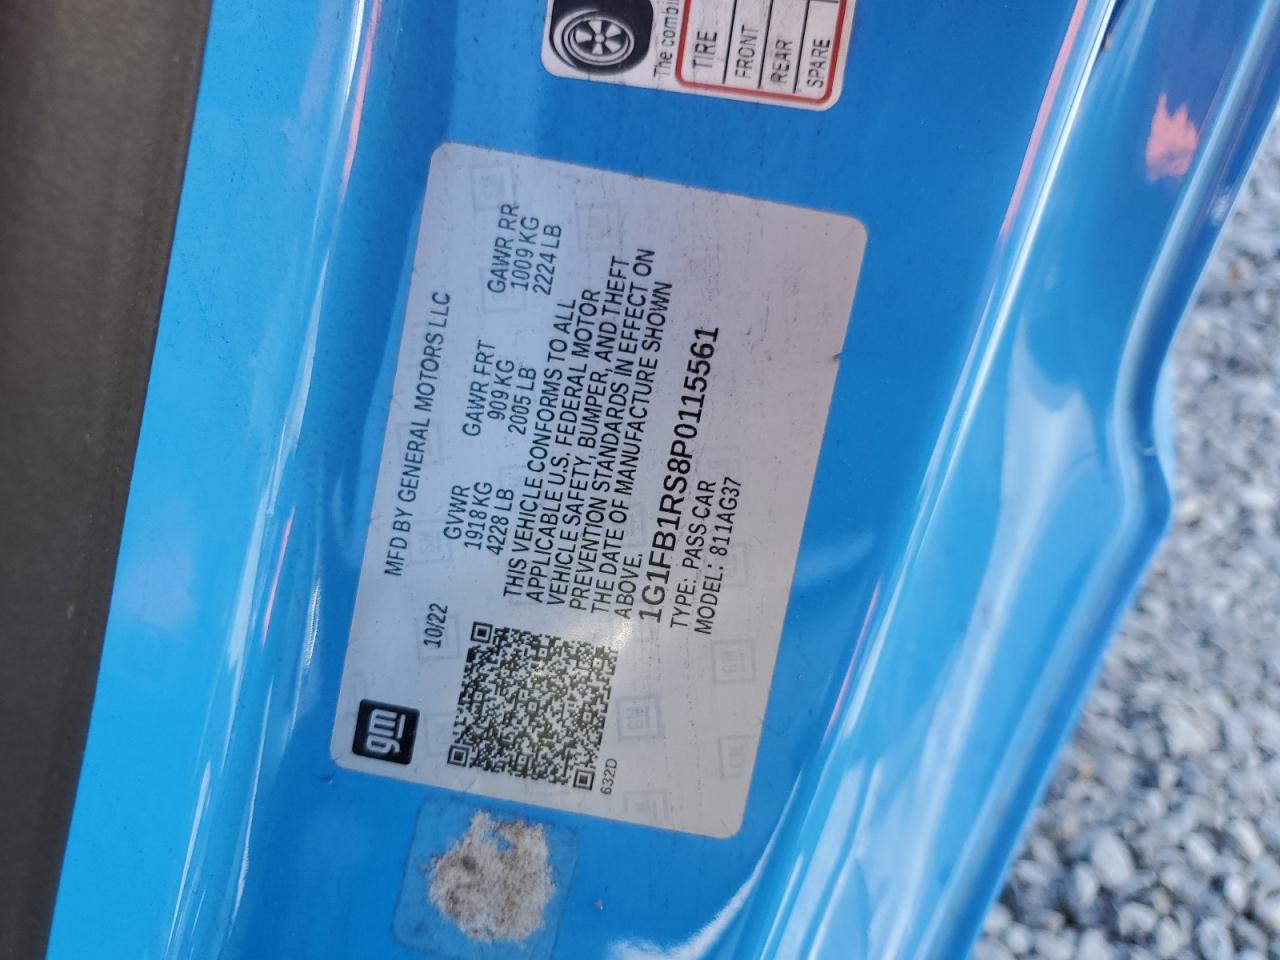 The combi
TIRE
FRONT
REAR
SPARE
gm
10/22
MFD BY GENERAL MOTORS LLC
GVWR GAWR FRT GAWR RR
1918 KG 909 KG 1009 KG
4228 LB 2005 LB 2224 LB
THIS VEHICLE CONFORMS TO ALL
APPLICABLE U.S. FEDERAL MOTOR
VEHICLE SAFETY, BUMPER, AND THEFT
PREVENTION STANDARDS IN EFFECT ON
THE DATE OF MANUFACTURE SHOWN
ABOVE.
1G1FB1RS8P0115561
TYPE: PASS CAR
MODEL: 811AG37
632D